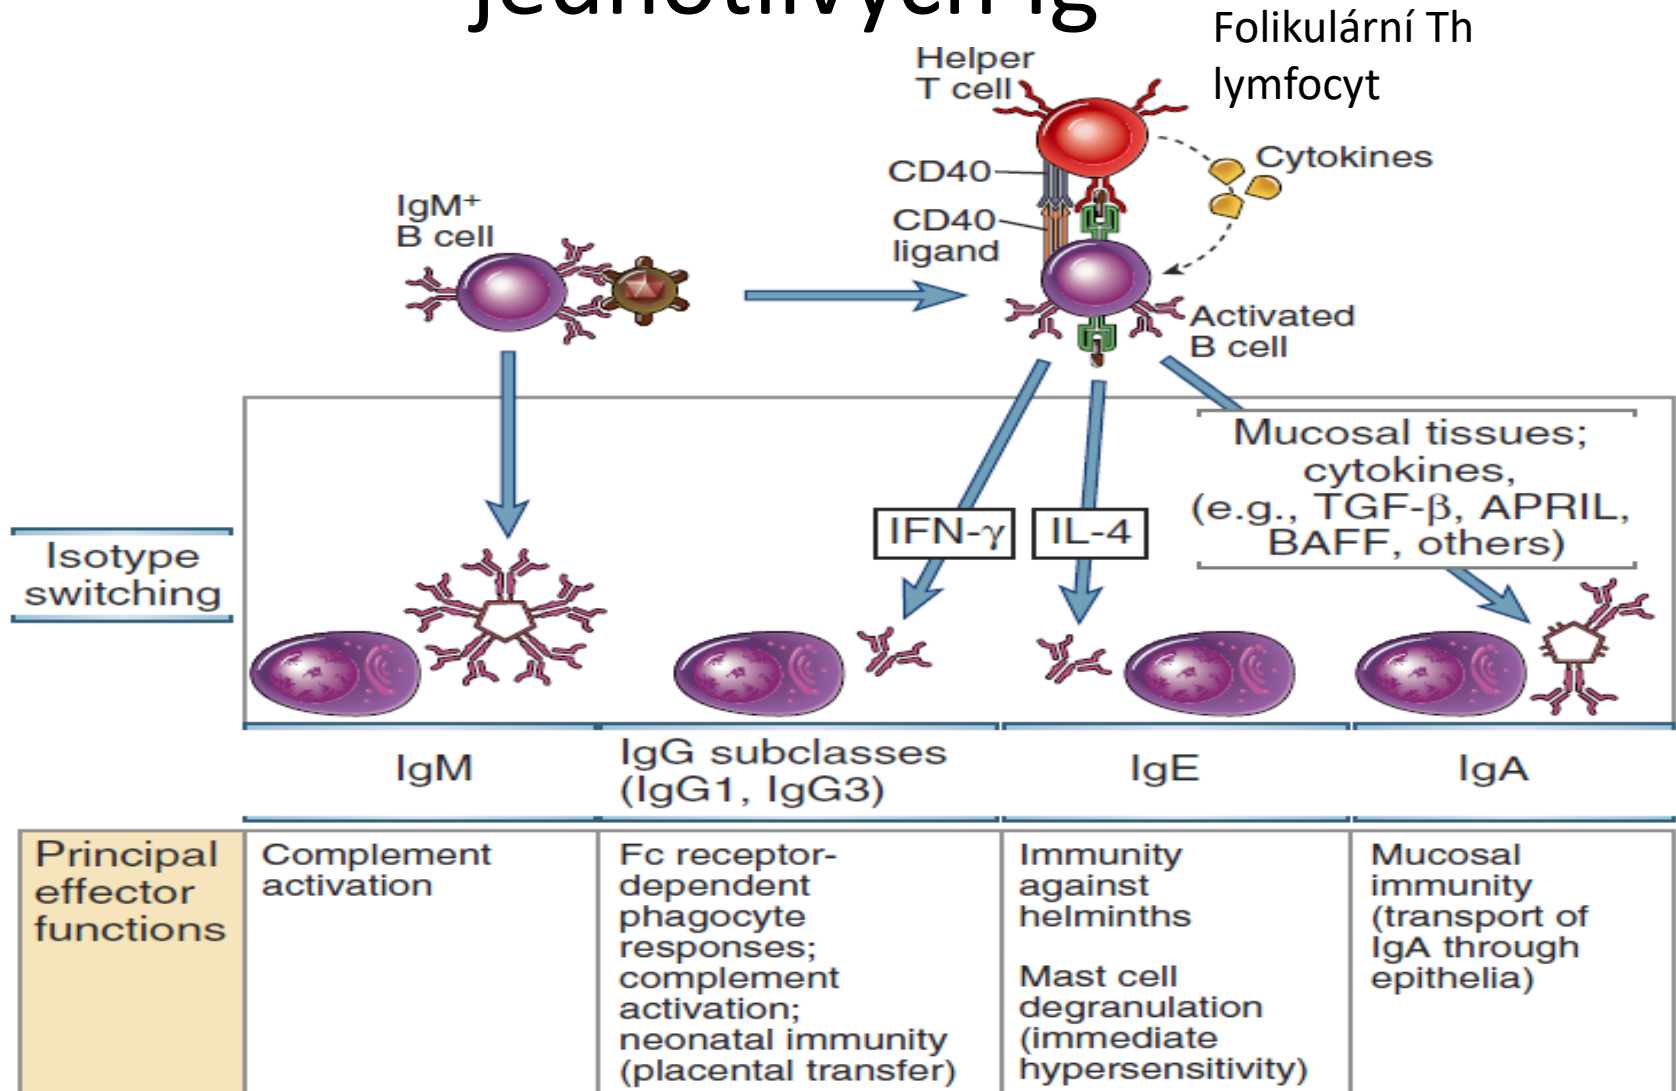 jednotlivých Ig
Folikulární Th
lymfocyt
Helper
T cell
Cytokines
CD40
CD40
ligand
IgM+
B cell
Activated
B cell
Mucosal tissues;
cytokines,
(e.g., TGF-β, APRIL,
BAFF, others)
IFN-γ
IL-4
Isotype
switching
IgM
IgG subclasses
(IgG1, IgG3)
IgE
IgA
Principal
effector
functions
Complement
activation
Fc receptor-
dependent
phagocyte
responses;
complement
activation;
neonatal immunity
(placental transfer)
Immunity
against
helminths
Mast cell
degranulation
(immediate
hypersensitivity)
Mucosal
immunity
(transport of
IgA through
epithelia)